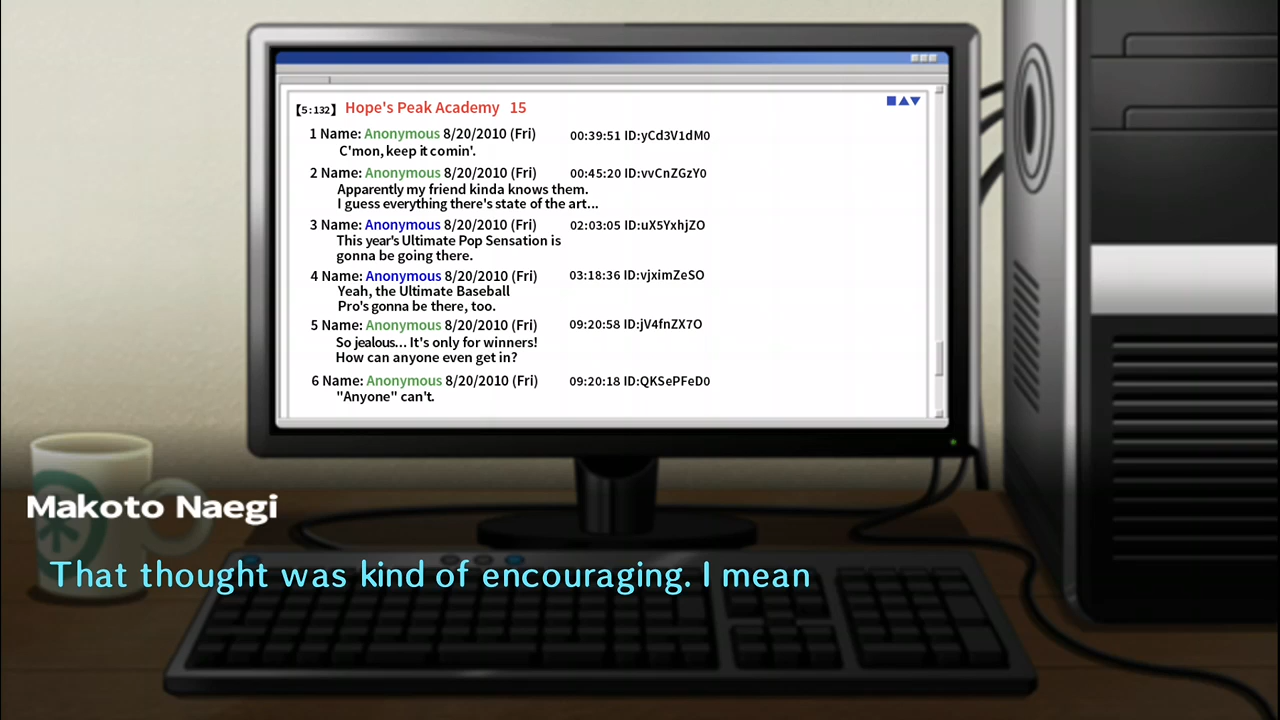 【5:132】 Hope's Peak Academy 15
1 Name: Anonymous 8/20/2010 (Fri) 00:39:51 ID:yCd3V1dM0
C'mon, keep it comin'.
2 Name: Anonymous 8/20/2010 (Fri) 00:45:20 ID:vvCnZGzY0
Apparently my friend kinda knows them.
I guess everything there's state of the art...
3 Name: Anonymous 8/20/2010 (Fri) 02:03:05 ID:uX5YxhjZO
This year's Ultimate Pop Sensation is
gonna be going there.
4 Name: Anonymous 8/20/2010 (Fri) 03:18:36 ID:vjximZeSO
Yeah, the Ultimate Baseball
Pro's gonna be there, too.
5 Name: Anonymous 8/20/2010 (Fri) 09:20:58 ID:jV4fnZX7O
So jealous... It's only for winners!
How can anyone even get in?
6 Name: Anonymous 8/20/2010 (Fri) 09:20:18 ID:QKSePFeD0
"Anyone" can't.
Makoto Naegi
That thought was kind of encouraging. I mean